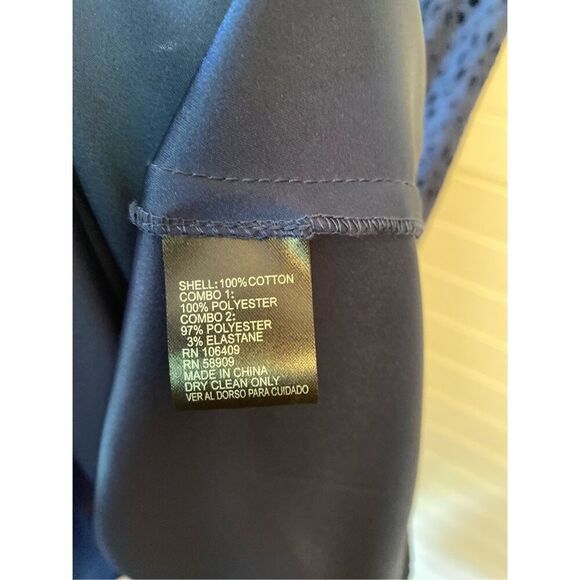 SHELL: 100% COTTON
COMBO 1:
100% POLYESTER
COMBO 2:
97% POLYESTER
3% ELASTANE
RN 106409
RN 58909
MADE IN CHINA
DRY CLEAN ONLY
VER AL DORSO PARA CUIDADO